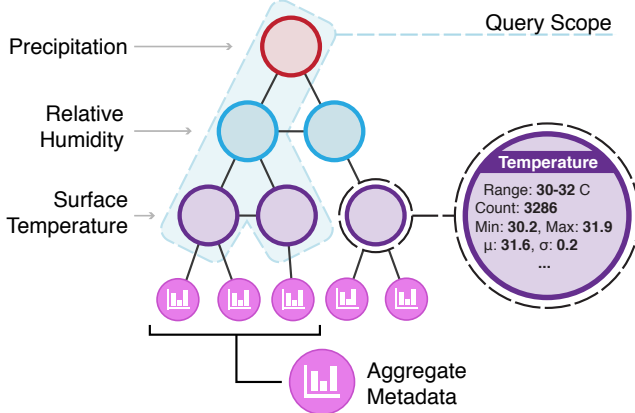 Query Scope
Precipitation
Relative
Humidity
Surface
Temperature
Temperature
Range: 30-32 C
Count: 3286
Min: 30.2, Max: 31.9
μ: 31.6, σ: 0.2
...
Aggregate
Metadata